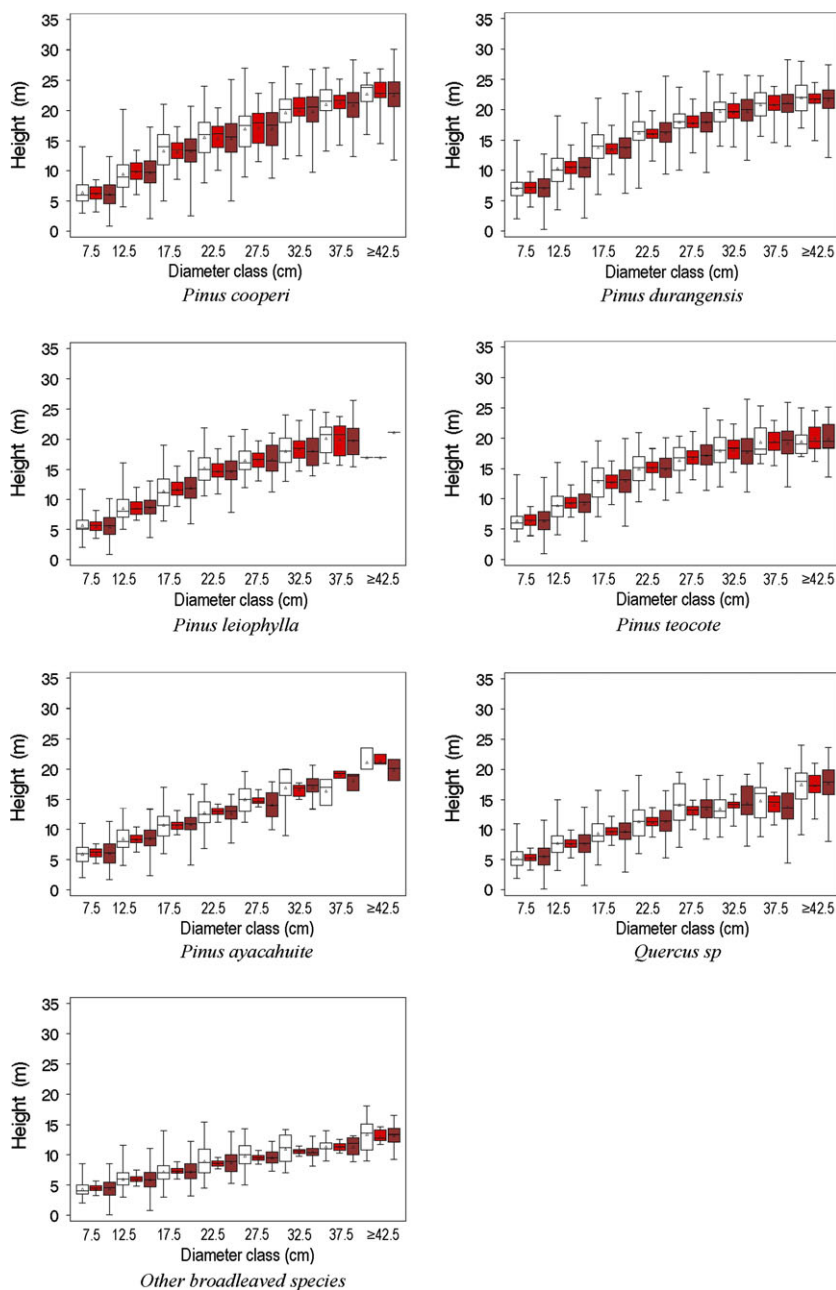 35
30
25
20
15
10
5
0
Height (m)
7.5 12.5 17.5 22.5 27.5 32.5 37.5 ≥42.5
Diameter class (cm)
Pinus cooperi
35
30
25
20
15
10
5
0
Height (m)
7.5 12.5 17.5 22.5 27.5 32.5 37.5 ≥42.5
Diameter class (cm)
Pinus durangensis
35
30
25
20
15
10
5
0
Height (m)
7.5 12.5 17.5 22.5 27.5 32.5 37.5 ≥42.5
Diameter class (cm)
Pinus leiophylla
35
30
25
20
15
10
5
0
Height (m)
7.5 12.5 17.5 22.5 27.5 32.5 37.5 ≥42.5
Diameter class (cm)
Pinus teocote
35
30
25
20
15
10
5
0
Height (m)
7.5 12.5 17.5 22.5 27.5 32.5 37.5 ≥42.5
Diameter class (cm)
Pinus ayacahuite
35
30
25
20
15
10
5
0
Height (m)
7.5 12.5 17.5 22.5 27.5 32.5 37.5 ≥42.5
Diameter class (cm)
Quercus sp
35
30
25
20
15
10
5
0
Height (m)
7.5 12.5 17.5 22.5 27.5 32.5 37.5 ≥42.5
Diameter class (cm)
Other broadleaved species